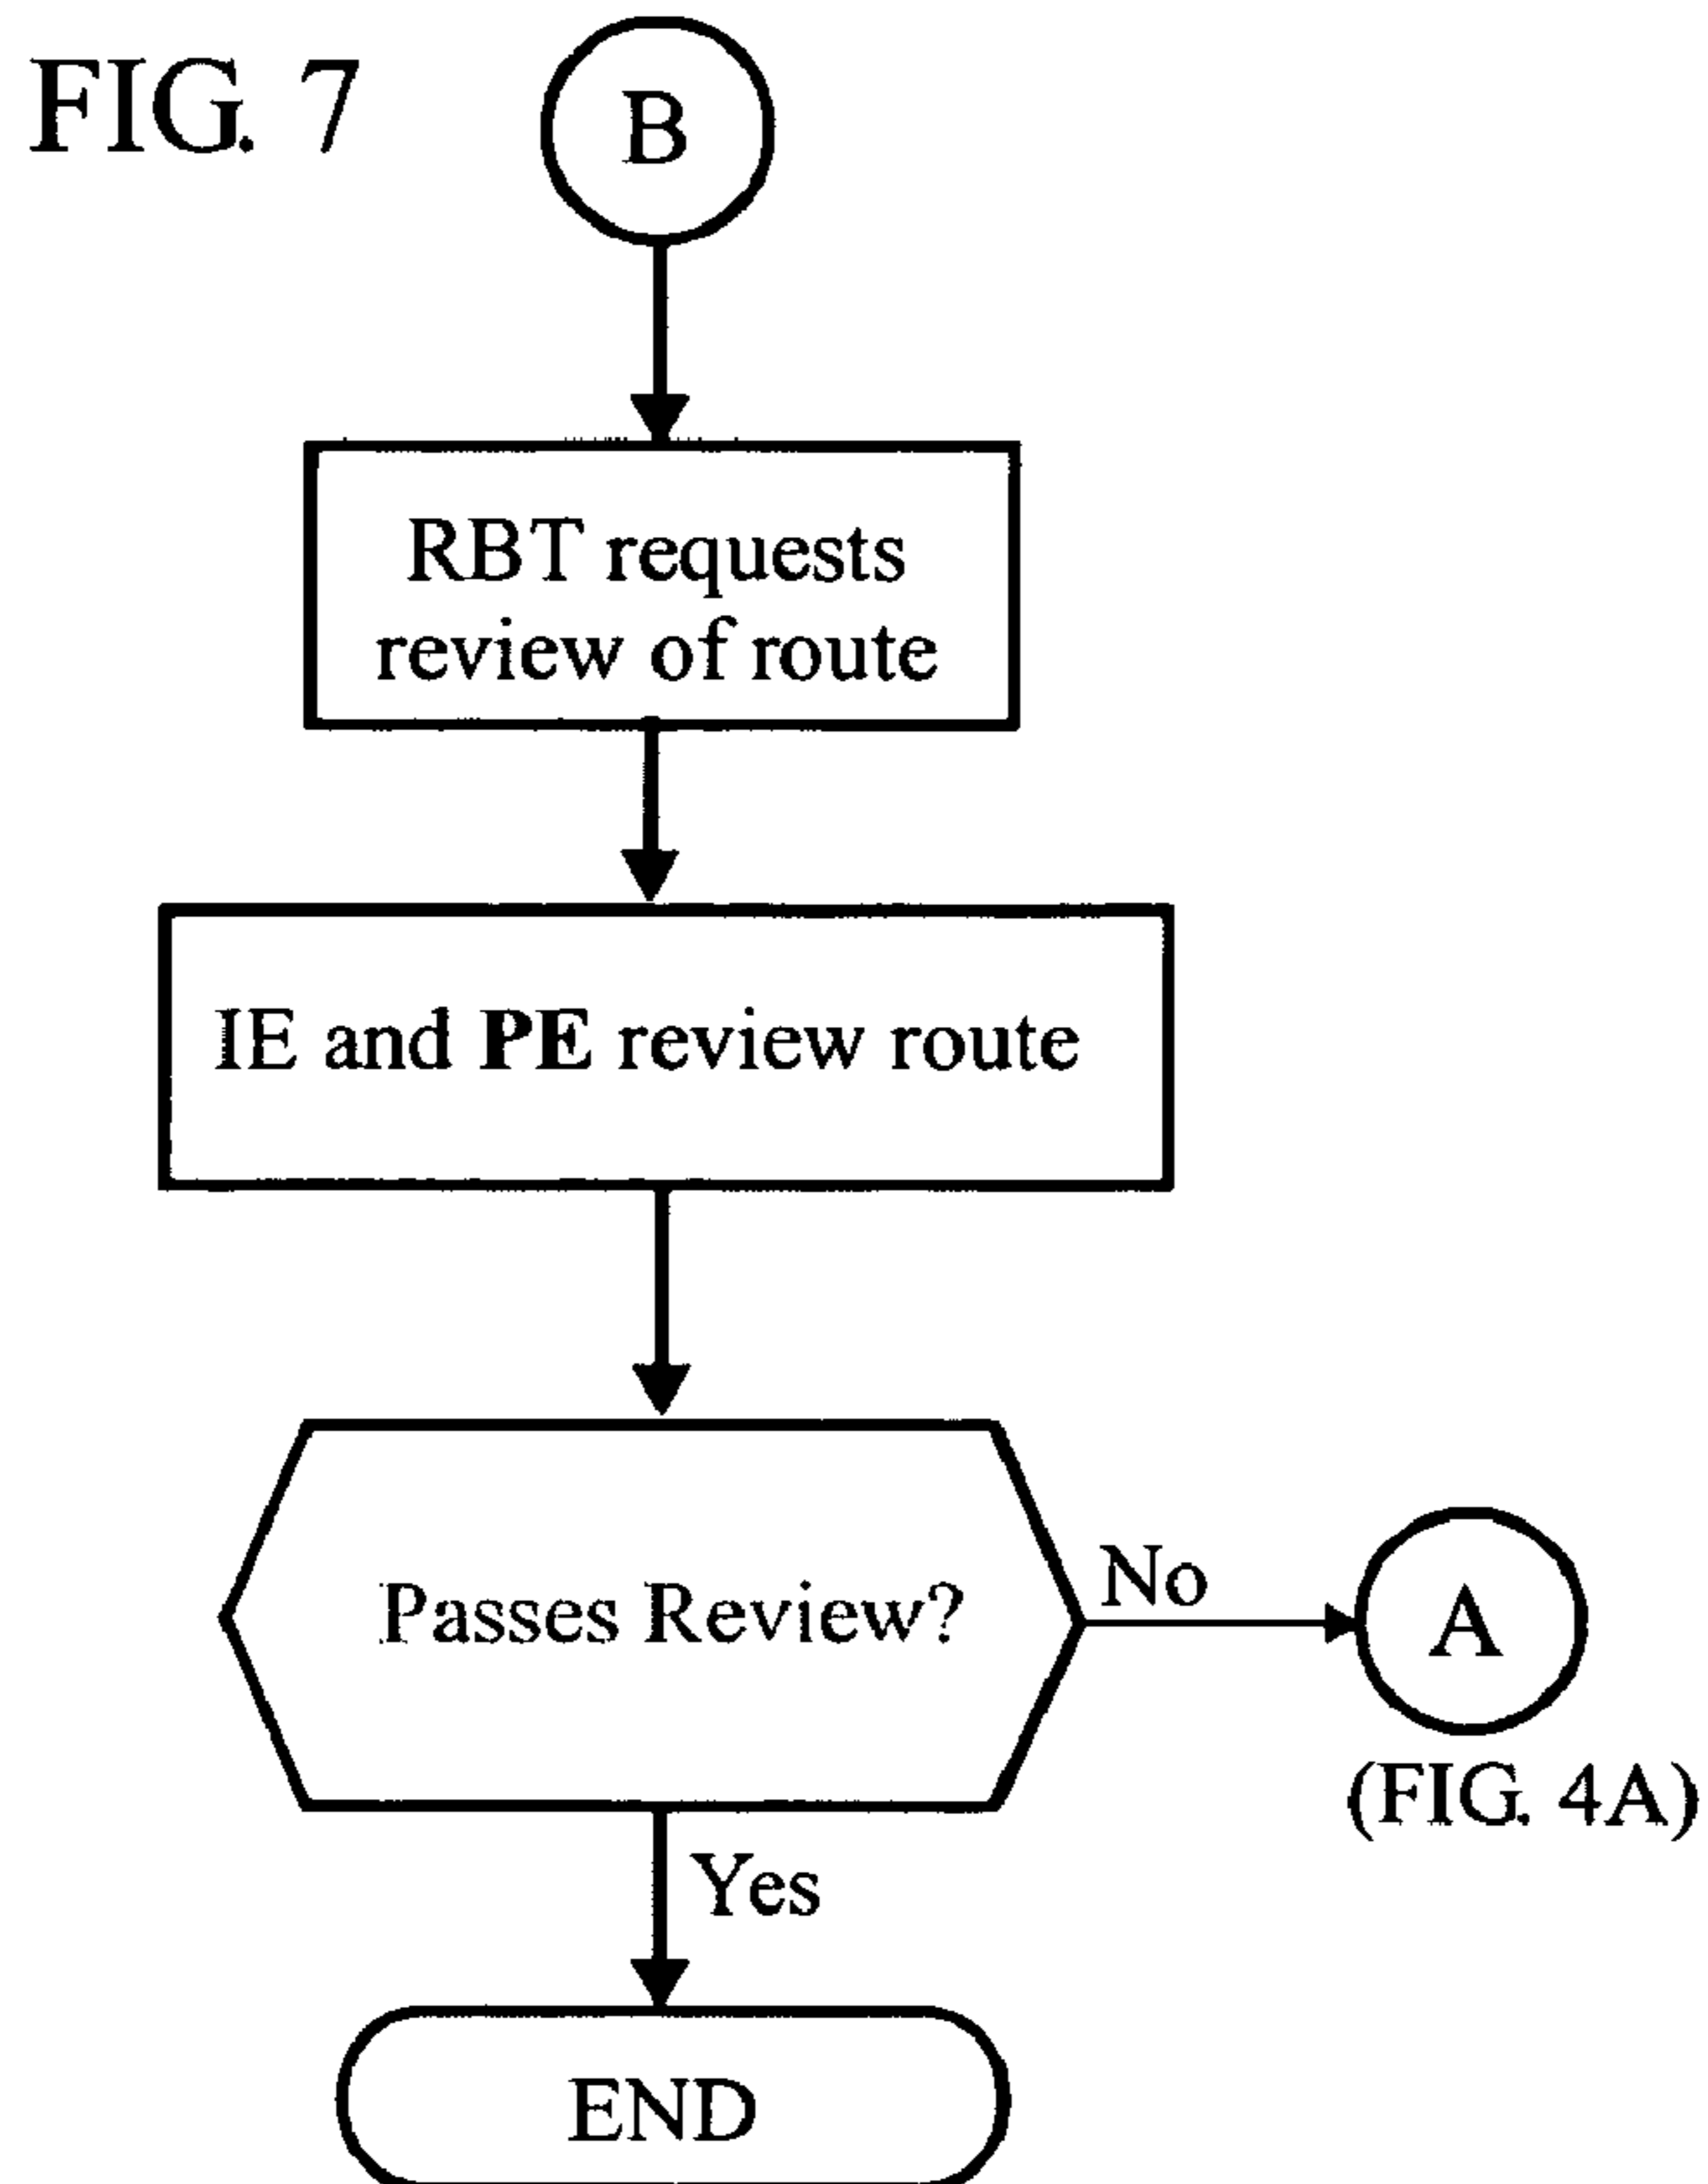 FIG. 7
B
RBT requests
review of route
IE and PE review route
Passes Review?
No
A
(FIG. 4A)
Yes
END